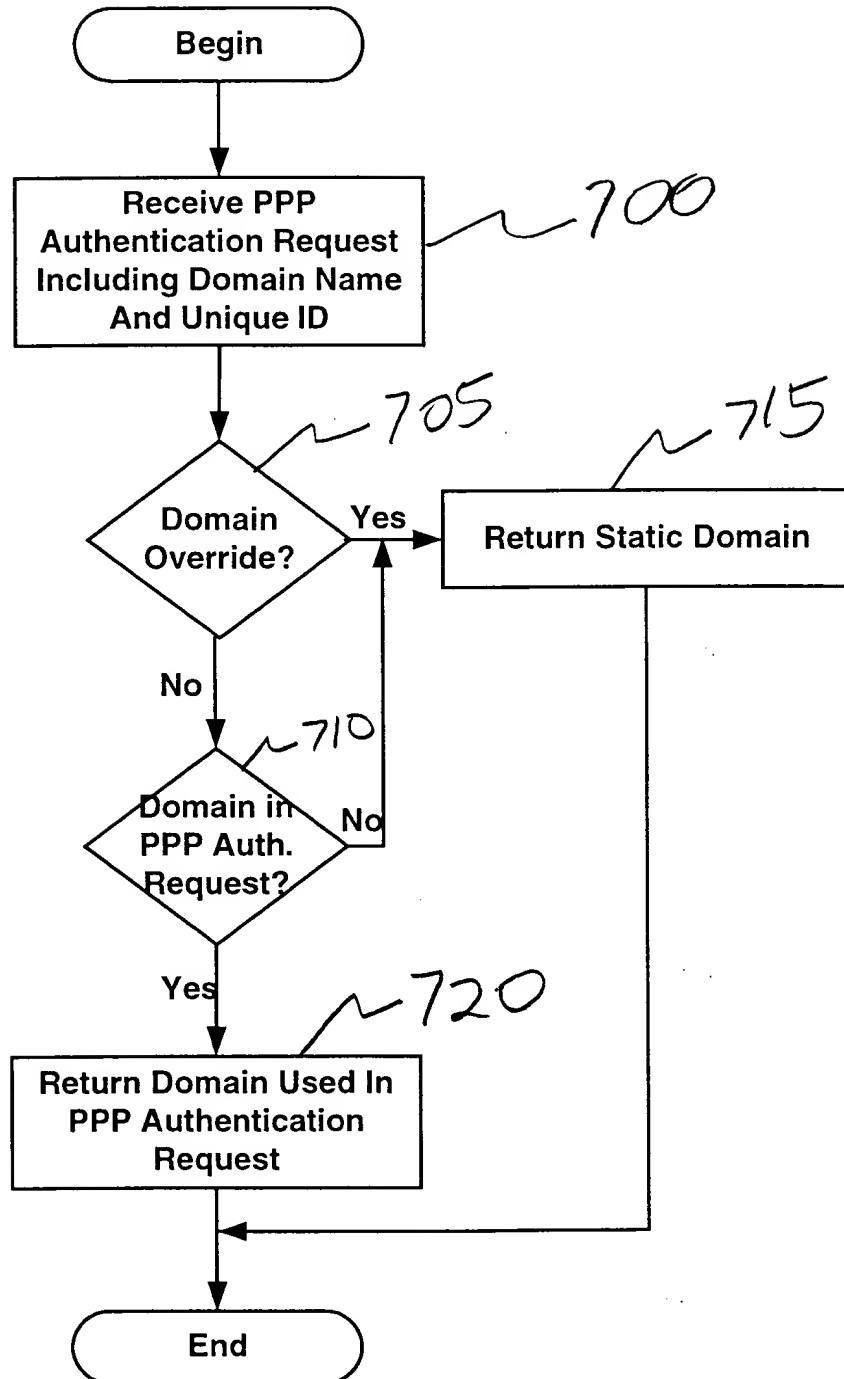 Begin
Receive PPP
Authentication Request
Including Domain Name
And Unique ID
700
705
715
Domain
Override?
Yes
Return Static Domain
No
710
Domain in
PPP Auth.
Request?
No
Yes
720
Return Domain Used In
PPP Authentication
Request
End